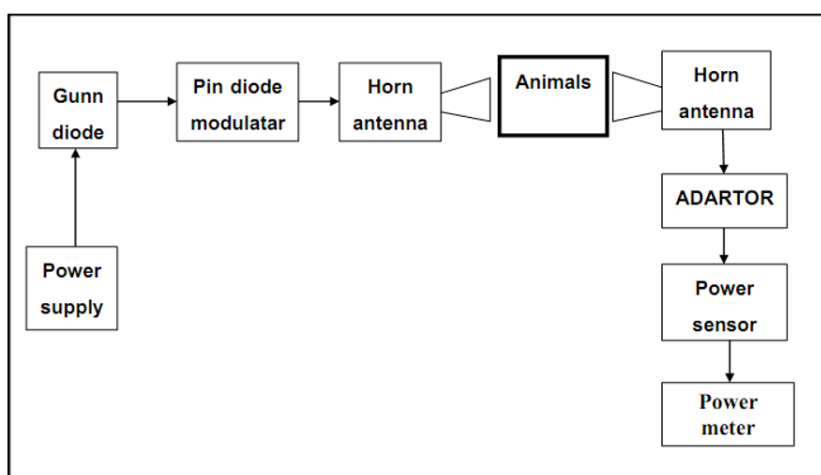 Gunn
diode
Pin diode
modulatar
Horn
antenna
Animals
Horn
antenna
ADARTOR
Power
supply
Power
sensor
Power
meter